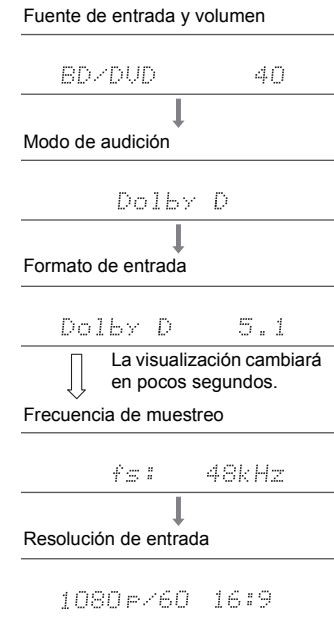 Fuente de entrada y volumen
BD/DVD 40
Modo de audición
Dolby D
Formato de entrada
Dolby D 5.1
La visualización cambiará
en pocos segundos.
Frecuencia de muestreo
fs: 48kHz
Resolución de entrada
1080p/60 16:9